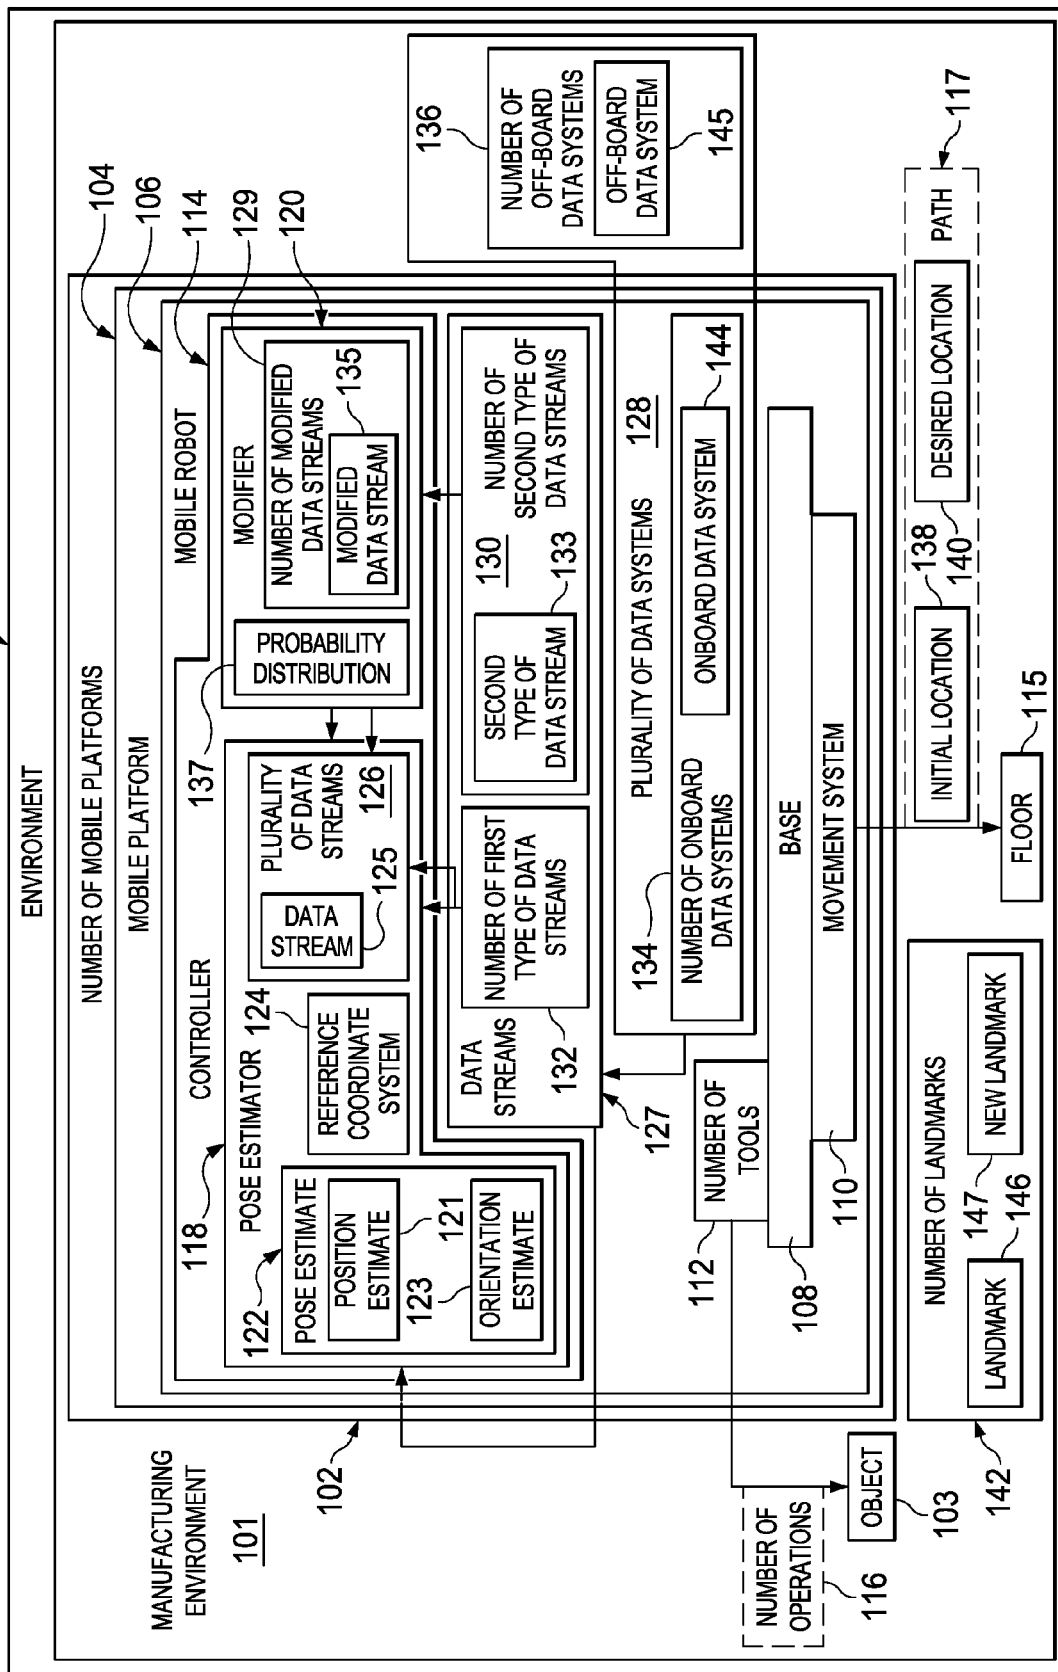 ENVIRONMENT
MANUFACTURING
ENVIRONMENT
101
NUMBER OF MOBILE PLATFORMS
104
102
MOBILE PLATFORM
106
MOBILE ROBOT
114
CONTROLLER
118
POSE ESTIMATOR
122
POSE ESTIMATE
POSITION
ESTIMATE
121
123
ORIENTATION
ESTIMATE
124
REFERENCE
COORDINATE
SYSTEM
PLURALITY
OF DATA
STREAMS
126
DATA
STREAM
125
137
PROBABILITY
DISTRIBUTION
MODIFIER
120
129
NUMBER OF MODIFIED
DATA STREAMS
MODIFIED
DATA STREAM
135
DATA
STREAMS
127
NUMBER OF FIRST
TYPE OF DATA
STREAMS
132
130
NUMBER OF
SECOND TYPE OF
DATA STREAMS
SECOND
TYPE OF
DATA STREAM
133
PLURALITY OF DATA SYSTEMS
128
134
NUMBER OF ONBOARD
DATA SYSTEMS
ONBOARD DATA SYSTEM
144
136
NUMBER OF
OFF-BOARD
DATA SYSTEMS
OFF-BOARD
DATA SYSTEM
145
112
NUMBER OF
TOOLS
BASE
108
MOVEMENT SYSTEM
110
NUMBER OF
OPERATIONS
116
OBJECT
103
NUMBER OF LANDMARKS
142
LANDMARK
146
NEW LANDMARK
147
FLOOR
115
PATH
117
INITIAL LOCATION
138
DESIRED LOCATION
140